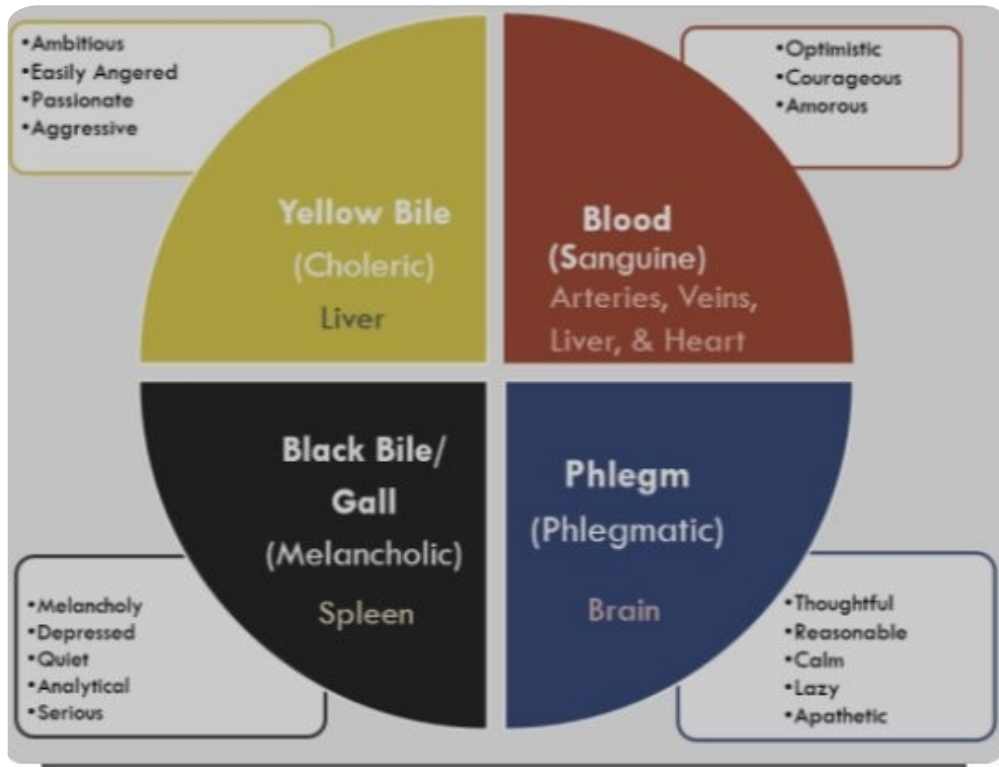 •Ambitious
•Easily Angered
•Passionate
•Aggressive
•Optimistic
•Courageous
•Amorous
Yellow Bile
(Choleric)
Liver
Blood
(Sanguine)
Arteries, Veins,
Liver, & Heart
Black Bile/
Gall
(Melancholic)
Spleen
Phlegm
(Phlegmatic)
Brain
•Melancholy
•Depressed
•Quiet
•Analytical
•Serious
•Thoughtful
•Reasonable
•Calm
•Lazy
•Apathetic